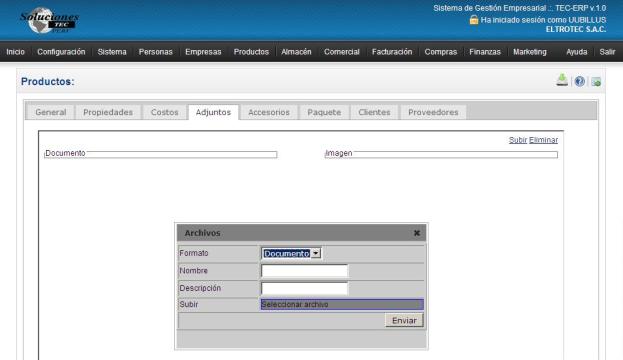 Sistema de Gestión Empresarial .:. TEC-ERP v.1.0
Soluciones
TEC
PERU
Ha iniciado sesión como UUBILLUS
ELTROTEC S.A.C.
Inicio Configuración Sistema Personas Empresas Productos Almacén Comercial Facturación Compras Finanzas Marketing Ayuda Salir
Productos:
General Propiedades Costos Adjuntos Accesorios Paquete Clientes Proveedores
Subir Eliminar
Documento Imagen
Archivos
Formato Documento
Nombre
Descripción
Subir Seleccionar archivo
Enviar